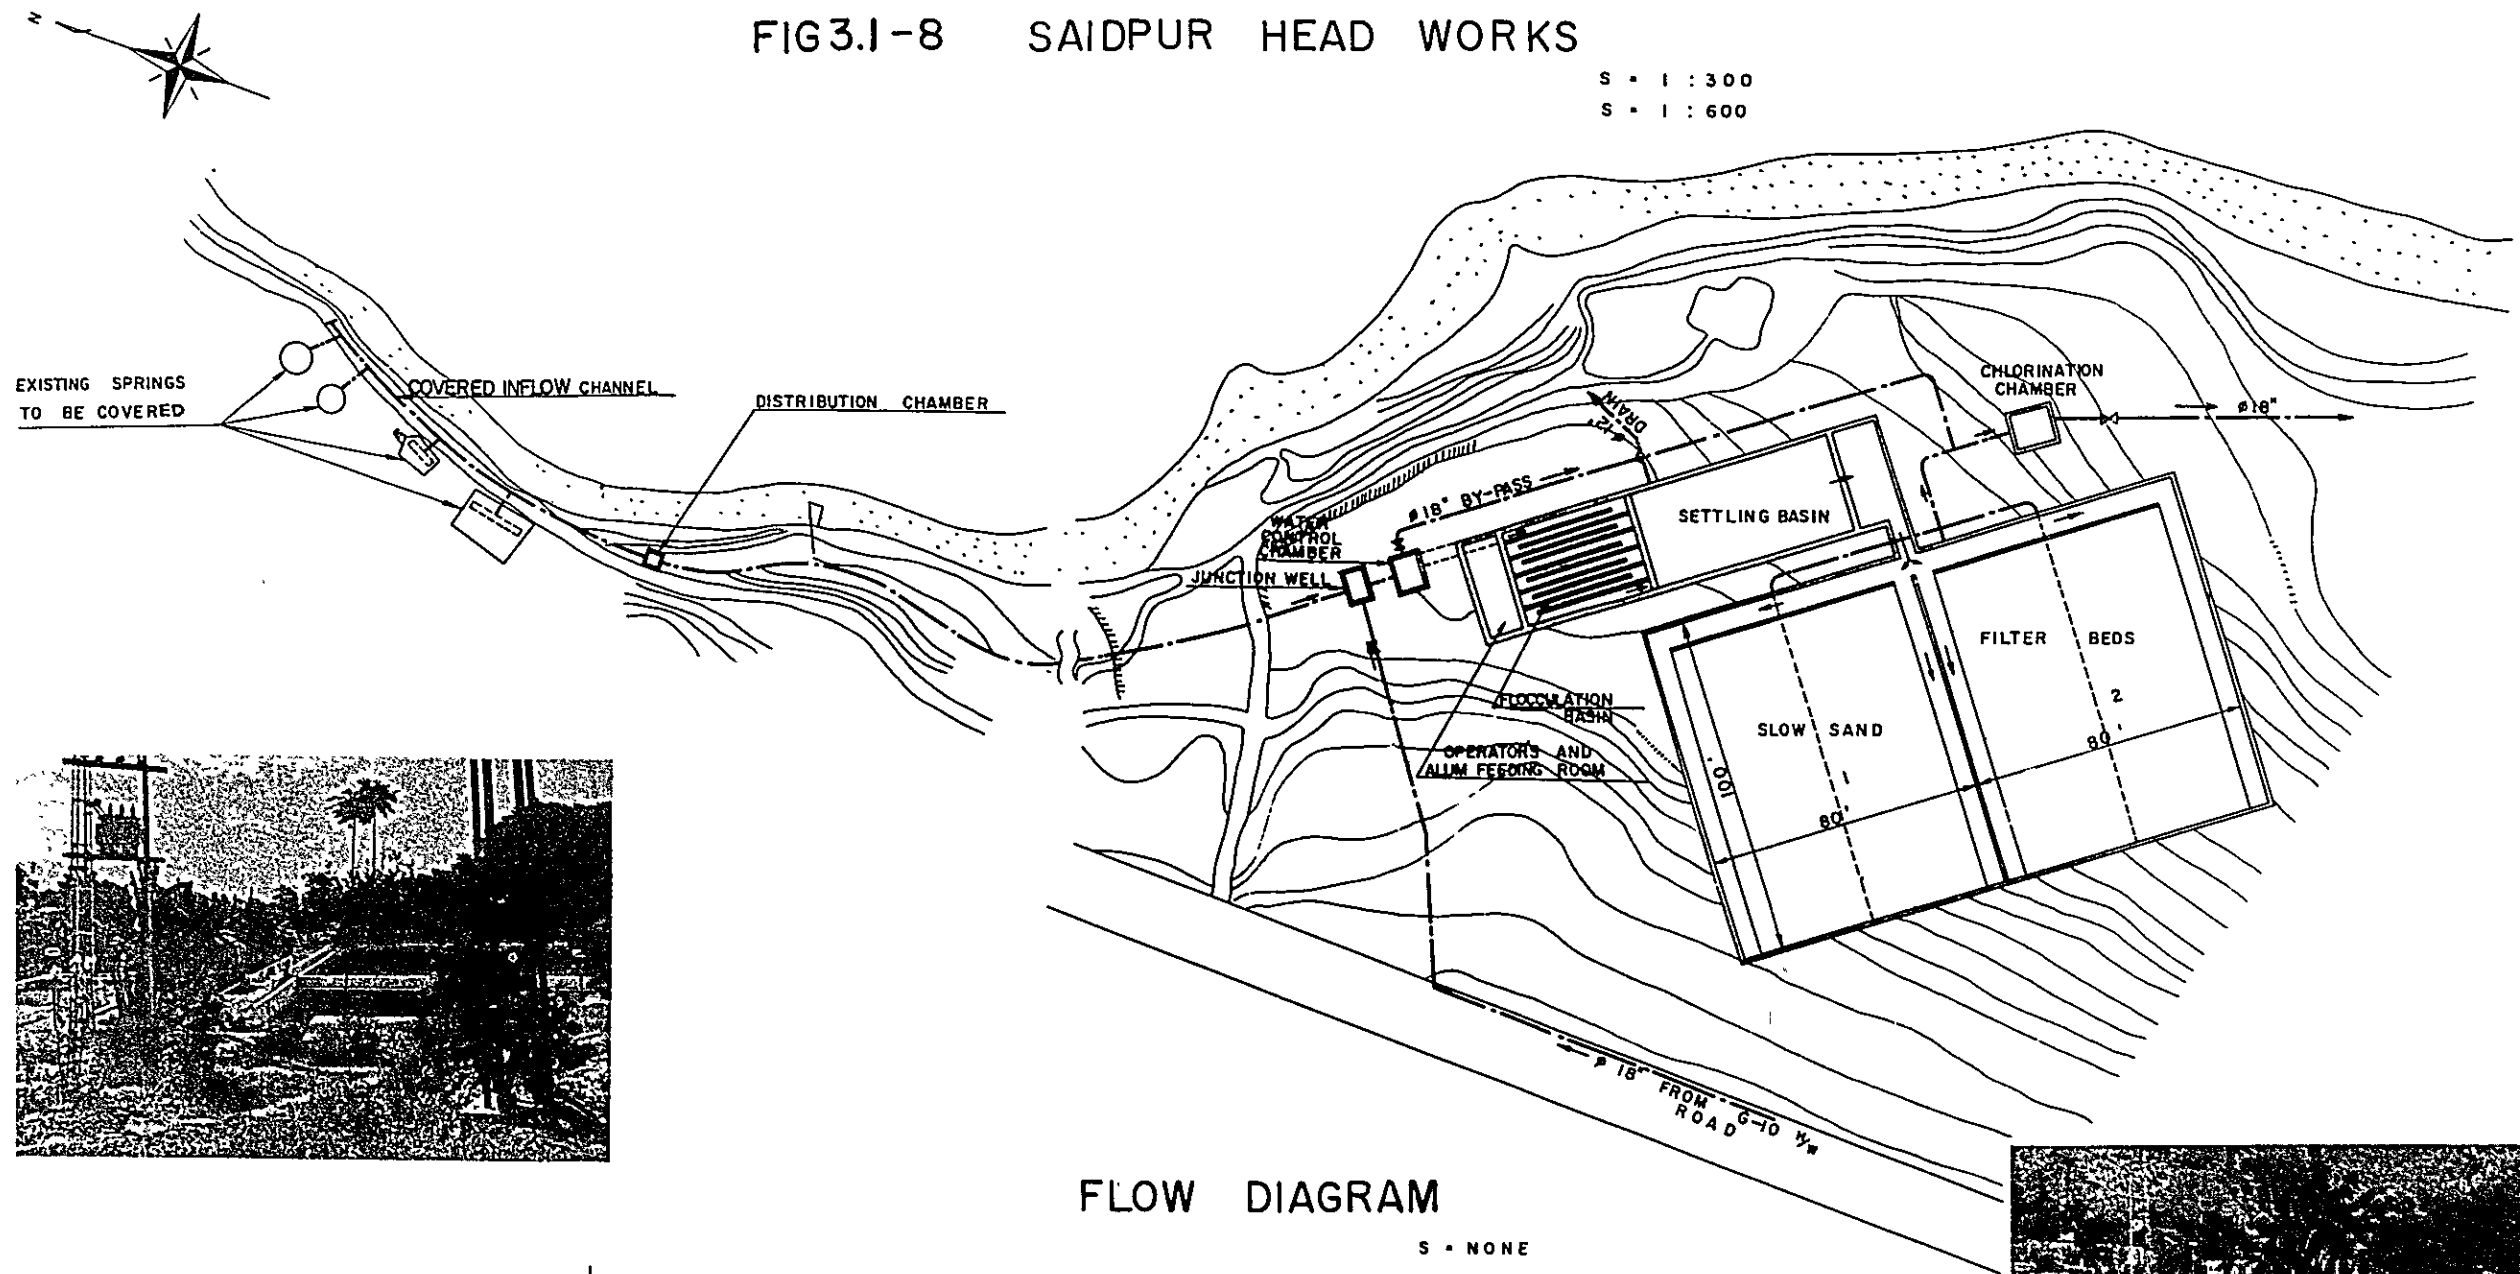 N
FIG 3.1-8 SAIDPUR HEAD WORKS
S = 1 : 300
S = 1 : 600
EXISTING SPRINGS
TO BE COVERED
COVERED INFLOW CHANNEL
DISTRIBUTION CHAMBER
CHLORINATION
CHAMBER
ø18"
DRAIN
ø12"
ø18" BY-PASS
WATER
CONTROL
CHAMBER
JUNCTION WELL
SETTLING BASIN
FILTER BEDS
SLOW SAND
FLOCCULATION
BASIN
OPERATORS AND
ALUM FEEDING ROOM
1
2
100'
80'
80'
ø 18" FROM G-10 H/W
ROAD
FLOW DIAGRAM
S = NONE